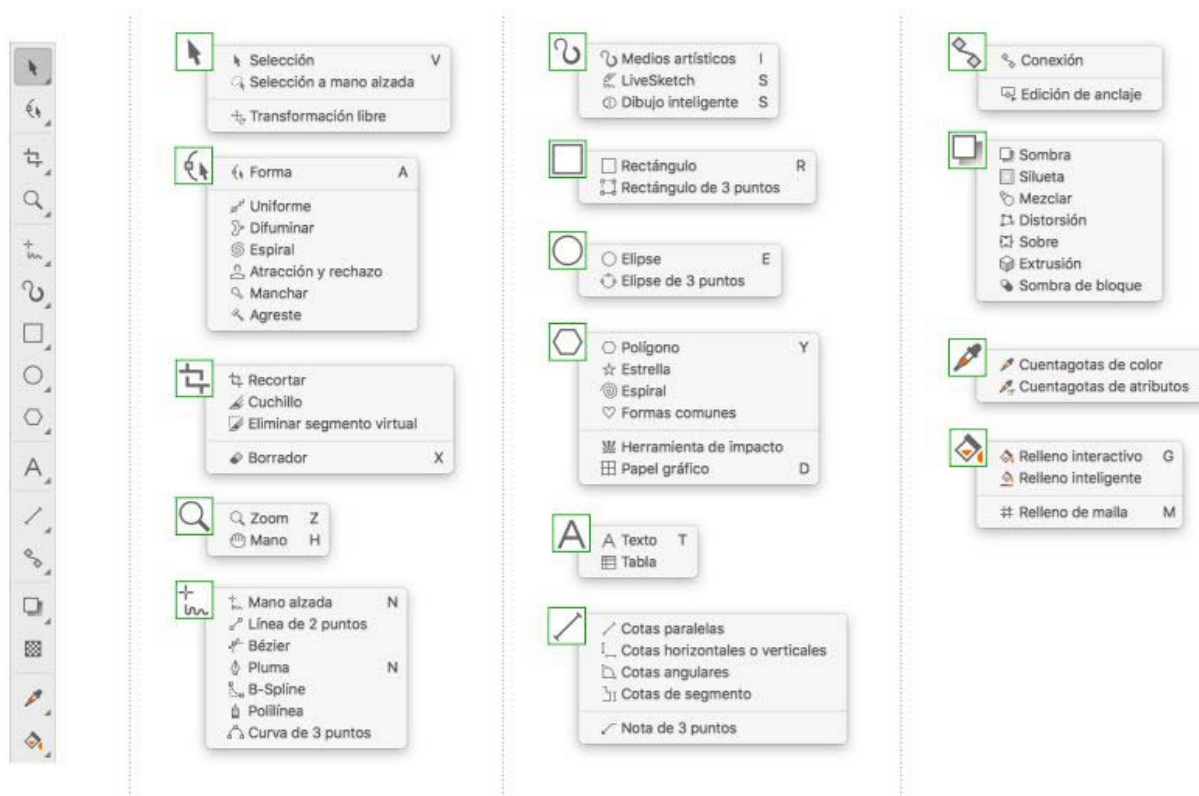 Selección V
Selección a mano alzada
Transformación libre
Forma A
Uniforme
Difuminar
Espiral
Atracción y rechazo
Manchar
Agreste
Recortar
Cuchillo
Eliminar segmento virtual
Borrador X
Zoom Z
Mano H
Mano alzada N
Línea de 2 puntos
Bézier
Pluma N
B-Spline
Polilínea
Curva de 3 puntos
Medios artísticos I
LiveSketch S
Dibujo inteligente S
Rectángulo R
Rectángulo de 3 puntos
Elipse E
Elipse de 3 puntos
Polígono Y
Estrella
Espiral
Formas comunes
Herramienta de impacto
Papel gráfico D
Texto T
Tabla
Cotas paralelas
Cotas horizontales o verticales
Cotas angulares
Cotas de segmento
Nota de 3 puntos
Conexión
Edición de anclaje
Sombra
Silueta
Mezclar
Distorsión
Sobre
Extrusión
Sombra de bloque
Cuentagotas de color
Cuentagotas de atributos
Relleno interactivo G
Relleno inteligente
Relleno de malla M